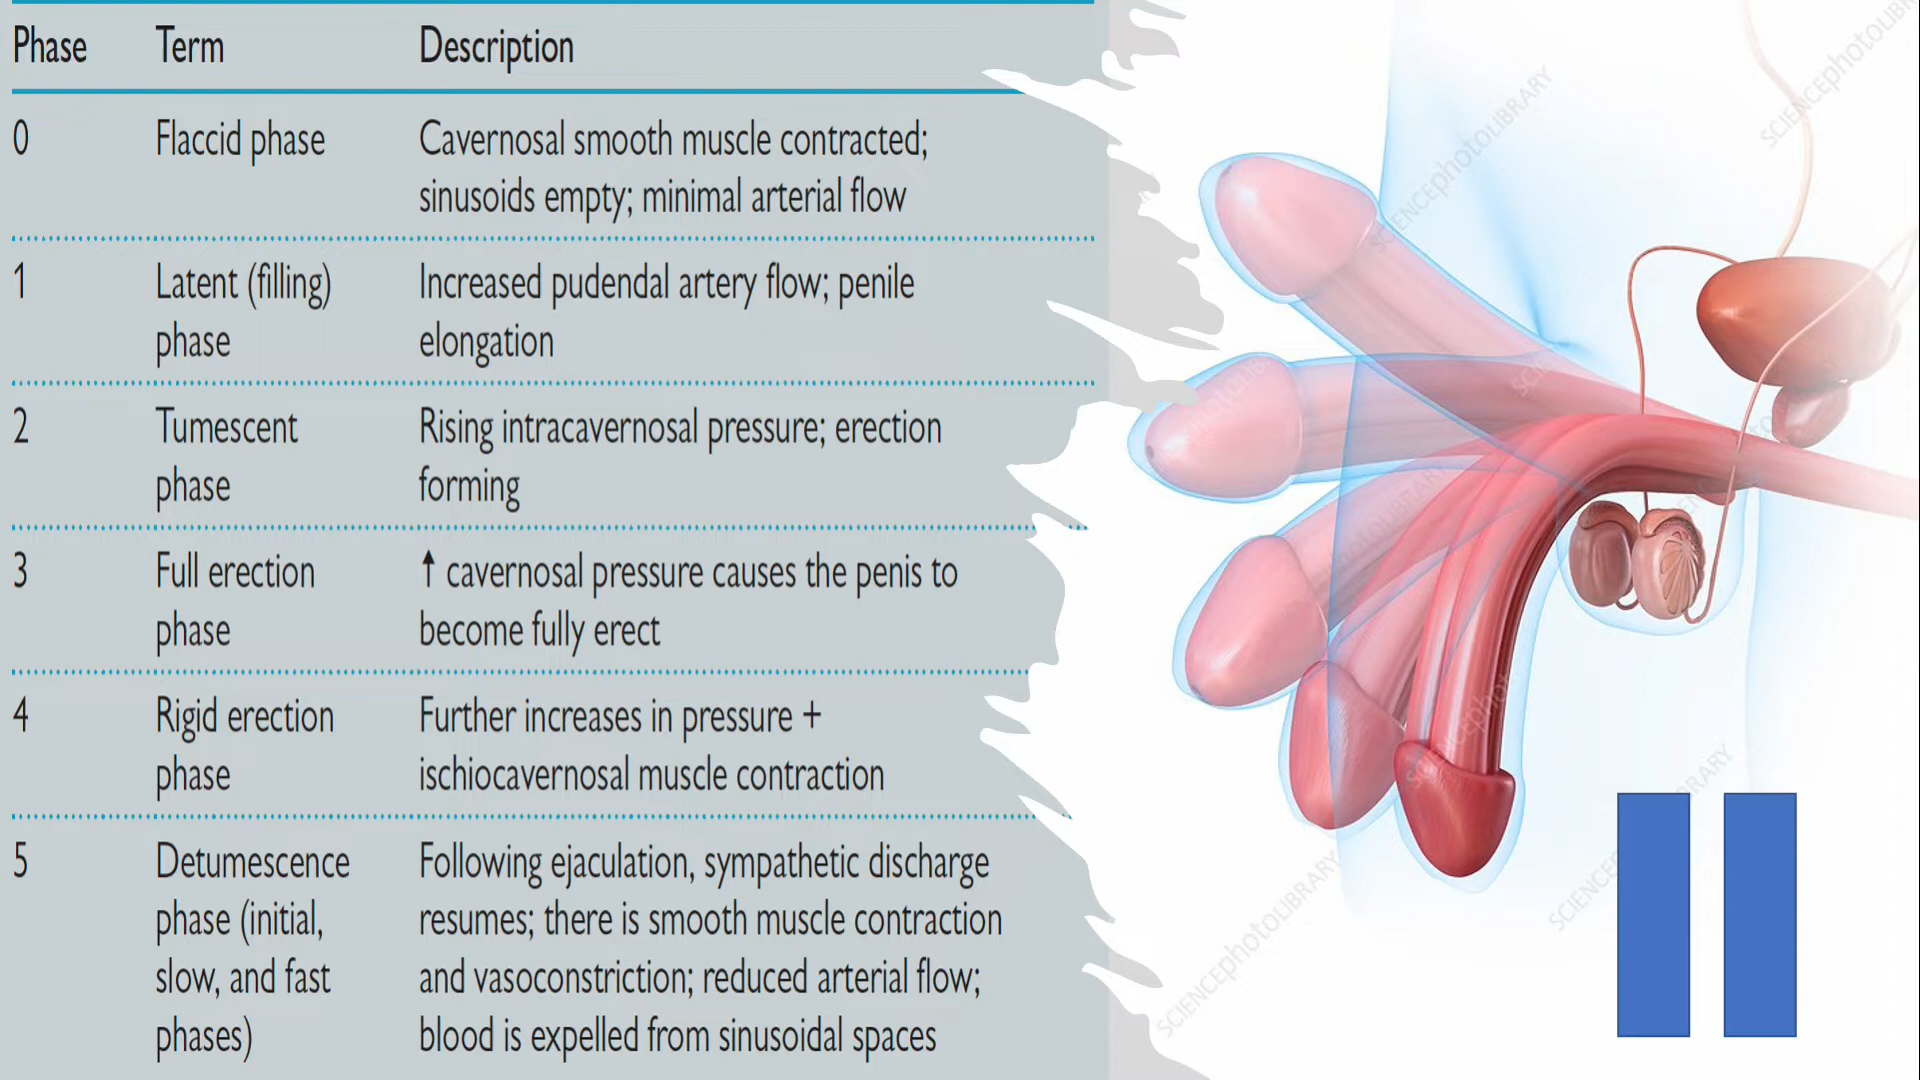 Phase Term Description
0 Flaccid phase Cavernosal smooth muscle contracted;
sinusoids empty; minimal arterial flow
1 Latent (filling) Increased pudendal artery flow; penile
phase elongation
2 Tumescent Rising intracavernosal pressure; erection
phase forming
3 Full erection ↑ cavernosal pressure causes the penis to
phase become fully erect
4 Rigid erection Further increases in pressure +
phase ischiocavernosal muscle contraction
5 Detumescence Following ejaculation, sympathetic discharge
phase (initial, resumes; there is smooth muscle contraction
slow, and fast and vasoconstriction; reduced arterial flow;
phases) blood is expelled from sinusoidal spaces
SCIENCEphotoLIBRARY
SCIENCEphotoLIBRARY